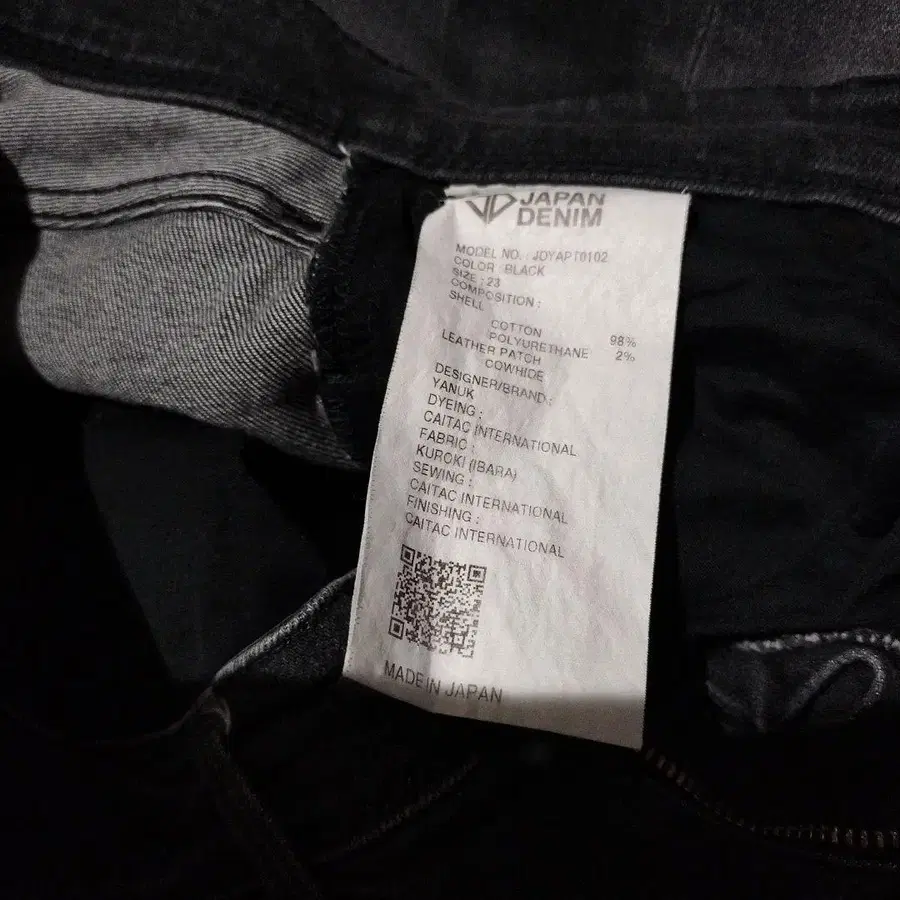 JAPAN
DENIM
MODEL NO. : JDYAPT0102
COLOR : BLACK
SIZE : 23
COMPOSITION :
SHELL
COTTON 98%
POLYURETHANE 2%
LEATHER PATCH
COWHIDE
DESIGNER/BRAND :
YANUK
DYEING :
CAITAC INTERNATIONAL
FABRIC :
KUROKI (IBARA)
SEWING :
CAITAC INTERNATIONAL
FINISHING :
CAITAC INTERNATIONAL
MADE IN JAPAN